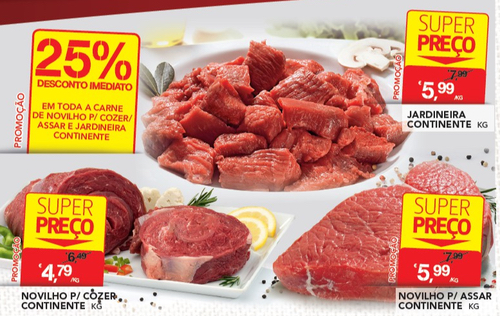 PROMOÇÃO
25%
DESCONTO IMEDIATO
EM TODA A CARNE
DE NOVILHO P/ COZER/
ASSAR E JARDINEIRA
CONTINENTE
PROMOÇÃO
SUPER
PREÇO
7,99
€5,99
/KG
JARDINEIRA
CONTINENTE KG
PROMOÇÃO
SUPER
PREÇO
6,49
€4,79
/KG
NOVILHO P/ COZER
CONTINENTE KG
PROMOÇÃO
SUPER
PREÇO
7,99
€5,99
/KG
NOVILHO P/ ASSAR
CONTINENTE KG